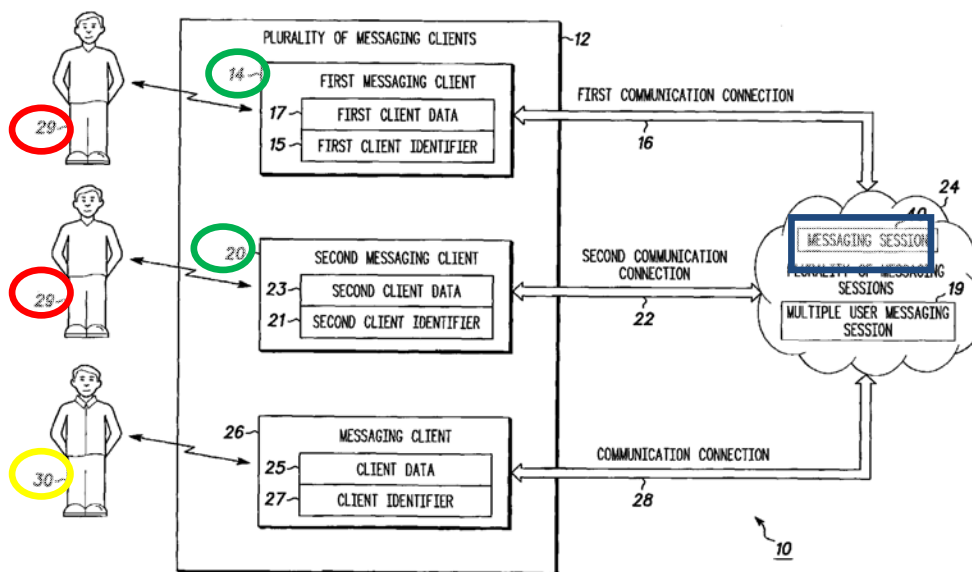 PLURALITY OF MESSAGING CLIENTS
12
14
FIRST MESSAGING CLIENT
17
FIRST CLIENT DATA
15
FIRST CLIENT IDENTIFIER
29
FIRST COMMUNICATION CONNECTION
16
24
40
MESSAGING SESSION
PLURALITY OF MESSAGING
SESSIONS
19
MULTIPLE USER MESSAGING
SESSION
20
SECOND MESSAGING CLIENT
23
SECOND CLIENT DATA
21
SECOND CLIENT IDENTIFIER
29
SECOND COMMUNICATION
CONNECTION
22
26
MESSAGING CLIENT
25
CLIENT DATA
27
CLIENT IDENTIFIER
30
COMMUNICATION CONNECTION
28
10